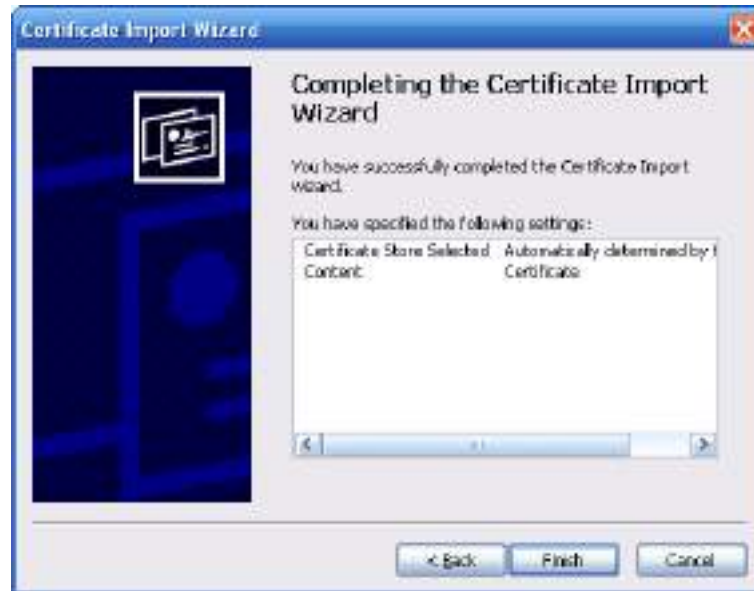 Certificate Import Wizard
Completing the Certificate Import
Wizard
You have successfully completed the Certificate Import
wizard.
You have specified the following settings:
Certificate Store Selected Automatically determined by t
Content Certificate
< Back Finish Cancel